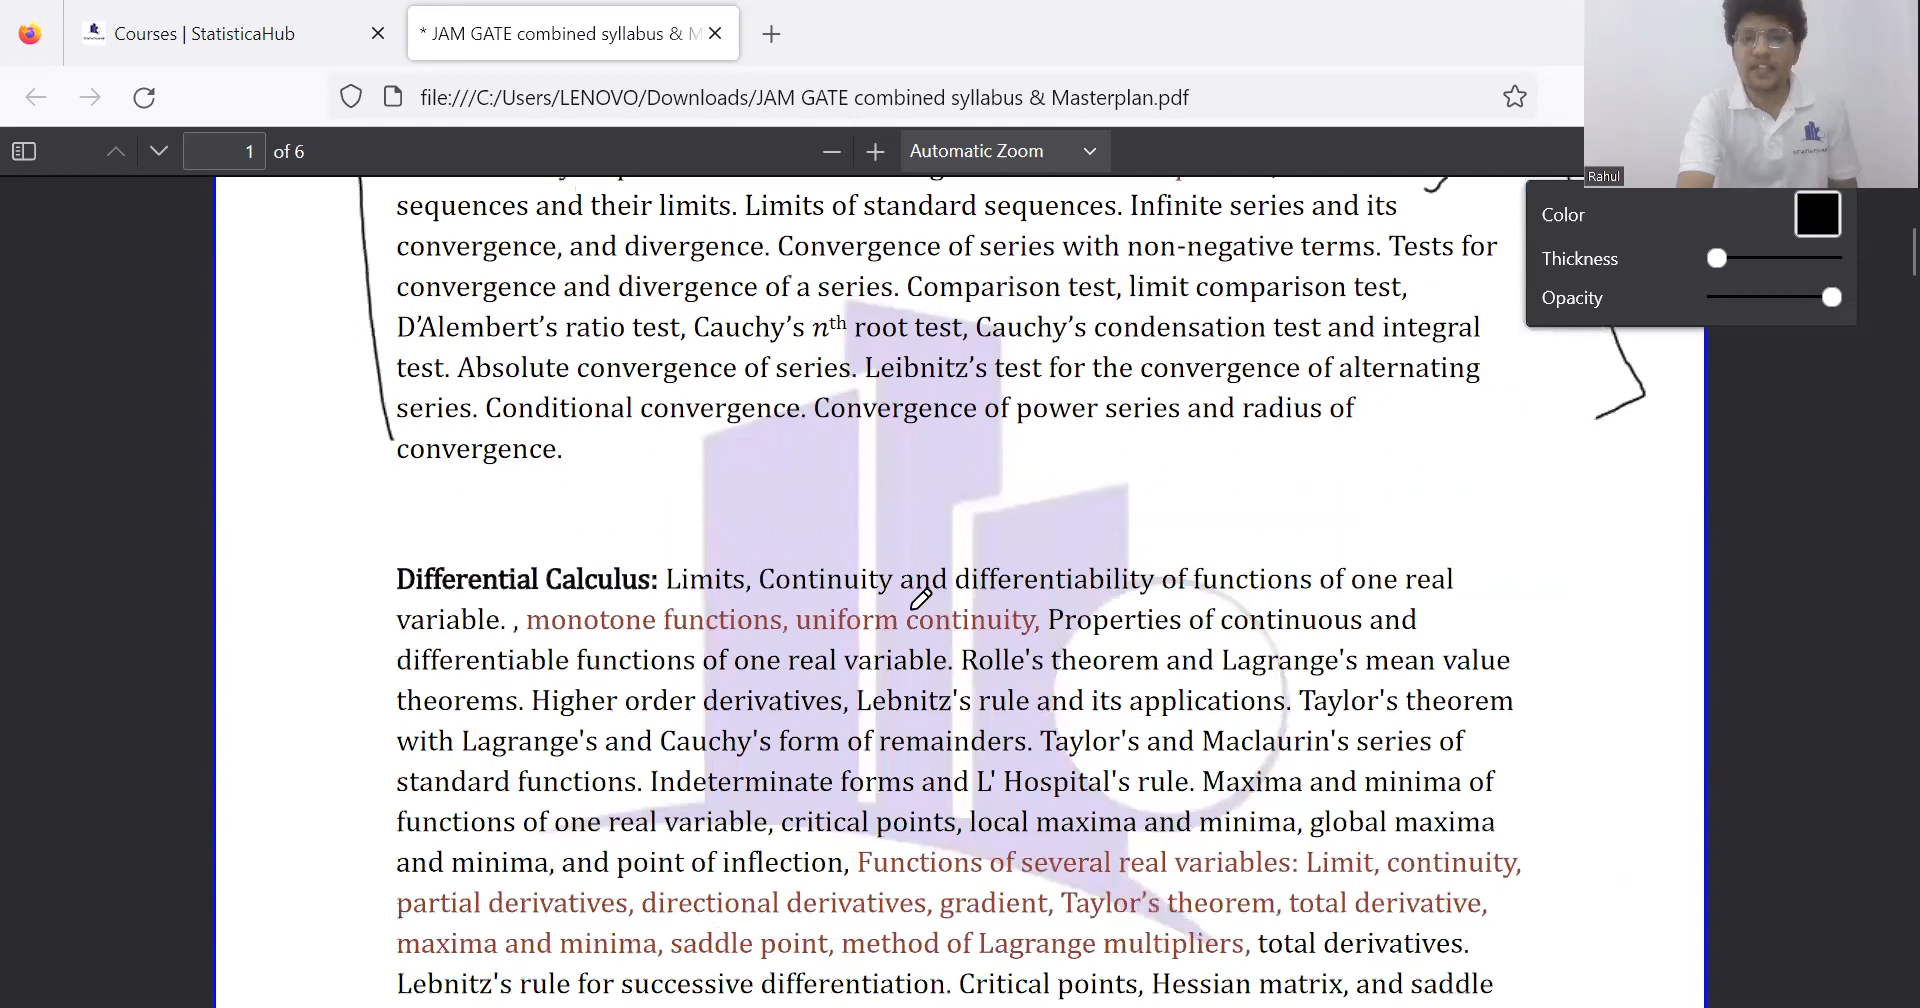 Courses | StatisticaHub
* JAM GATE combined syllabus & M
file:///C:/Users/LENOVO/Downloads/JAM GATE combined syllabus & Masterplan.pdf
1 of 6
Automatic Zoom
Rahul
Color
Thickness
Opacity
sequences and their limits. Limits of standard sequences. Infinite series and its
convergence, and divergence. Convergence of series with non-negative terms. Tests for
convergence and divergence of a series. Comparison test, limit comparison test,
D’Alembert’s ratio test, Cauchy’s nth root test, Cauchy’s condensation test and integral
test. Absolute convergence of series. Leibnitz’s test for the convergence of alternating
series. Conditional convergence. Convergence of power series and radius of
convergence.
Differential Calculus: Limits, Continuity and differentiability of functions of one real
variable. , monotone functions, uniform continuity, Properties of continuous and
differentiable functions of one real variable. Rolle's theorem and Lagrange's mean value
theorems. Higher order derivatives, Lebnitz's rule and its applications. Taylor's theorem
with Lagrange's and Cauchy's form of remainders. Taylor's and Maclaurin's series of
standard functions. Indeterminate forms and L' Hospital's rule. Maxima and minima of
functions of one real variable, critical points, local maxima and minima, global maxima
and minima, and point of inflection, Functions of several real variables: Limit, continuity,
partial derivatives, directional derivatives, gradient, Taylor’s theorem, total derivative,
maxima and minima, saddle point, method of Lagrange multipliers, total derivatives.
Lebnitz's rule for successive differentiation. Critical points, Hessian matrix, and saddle